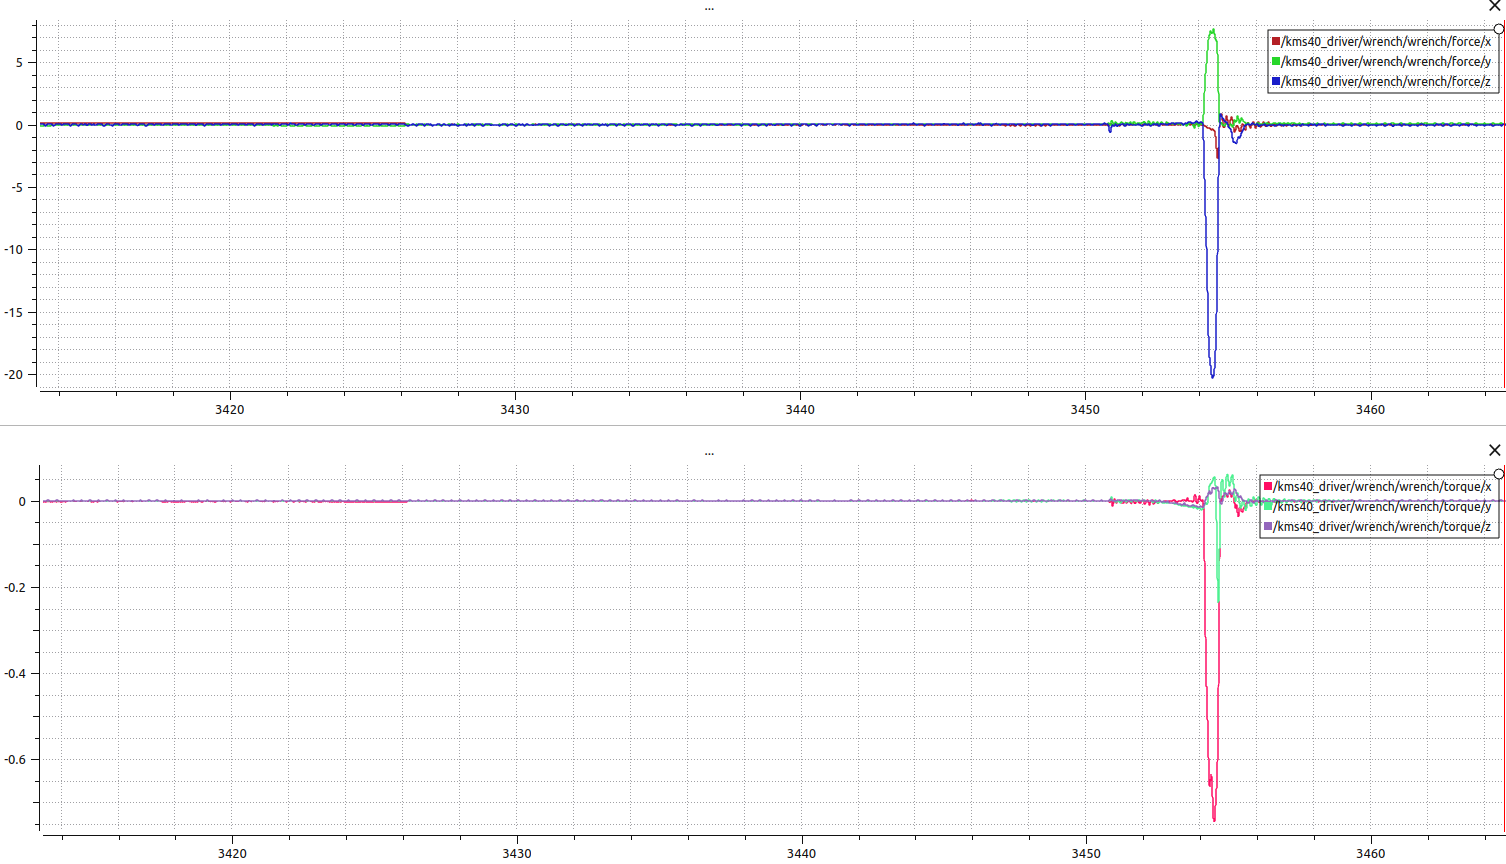 ...
/kms40_driver/wrench/wrench/force/x
/kms40_driver/wrench/wrench/force/y
/kms40_driver/wrench/wrench/force/z
5
0
-5
-10
-15
-20
3420 3430 3440 3450 3460
...
/kms40_driver/wrench/wrench/torque/x
/kms40_driver/wrench/wrench/torque/y
/kms40_driver/wrench/wrench/torque/z
0
-0.2
-0.4
-0.6
3420 3430 3440 3450 3460